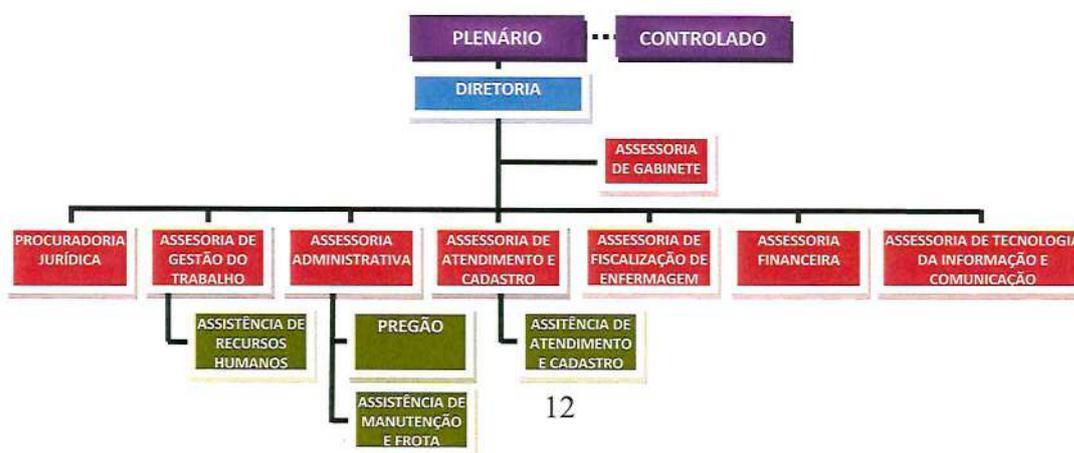 PLENÁRIO
CONTROLADO
DIRETORIA
ASSESSORIA
DE GABINETE
PROCURADORIA
JURÍDICA
ASSESSORIA DE
GESTÃO DO
TRABALHO
ASSESSORIA
ADMINISTRATIVA
ASSESSORIA DE
ATENDIMENTO E
CADASTRO
ASSESSORIA DE
FISCALIZAÇÃO DE
ENFERMAGEM
ASSESSORIA
FINANCEIRA
ASSESSORIA DE TECNOLOGIA
DA INFORMAÇÃO E
COMUNICAÇÃO
ASSISTÊNCIA DE
RECURSOS
HUMANOS
PREGÃO
ASSITÊNCIA DE
ATENDIMENTO
E CADASTRO
ASSISTÊNCIA DE
MANUTENÇÃO
E FROTA
12